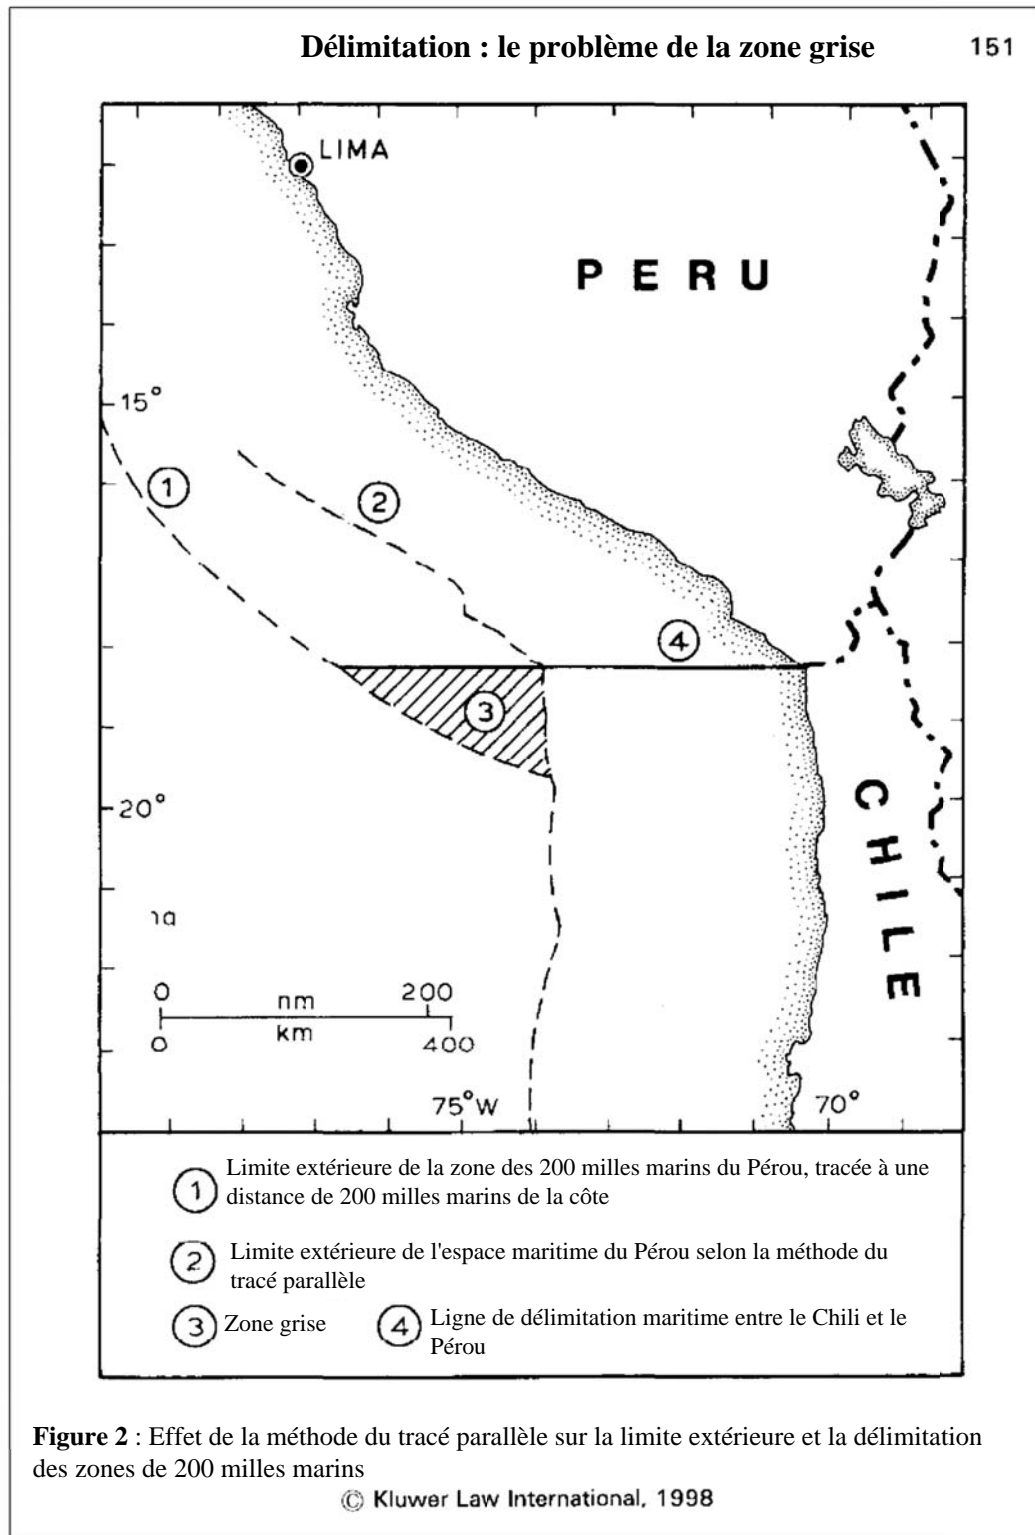 Délimitation : le problème de la zone grise
151
LIMA
PERU
15°
1
2
4
3
20°
CHILE
na
0 nm 200
0 km 400
75°W
70°
1 Limite extérieure de la zone des 200 milles marins du Pérou, tracée à une
distance de 200 milles marins de la côte
2 Limite extérieure de l'espace maritime du Pérou selon la méthode du
tracé parallèle
3 Zone grise
4 Ligne de délimitation maritime entre le Chili et le
Pérou
Figure 2 : Effet de la méthode du tracé parallèle sur la limite extérieure et la délimitation
des zones de 200 milles marins
© Kluwer Law International, 1998